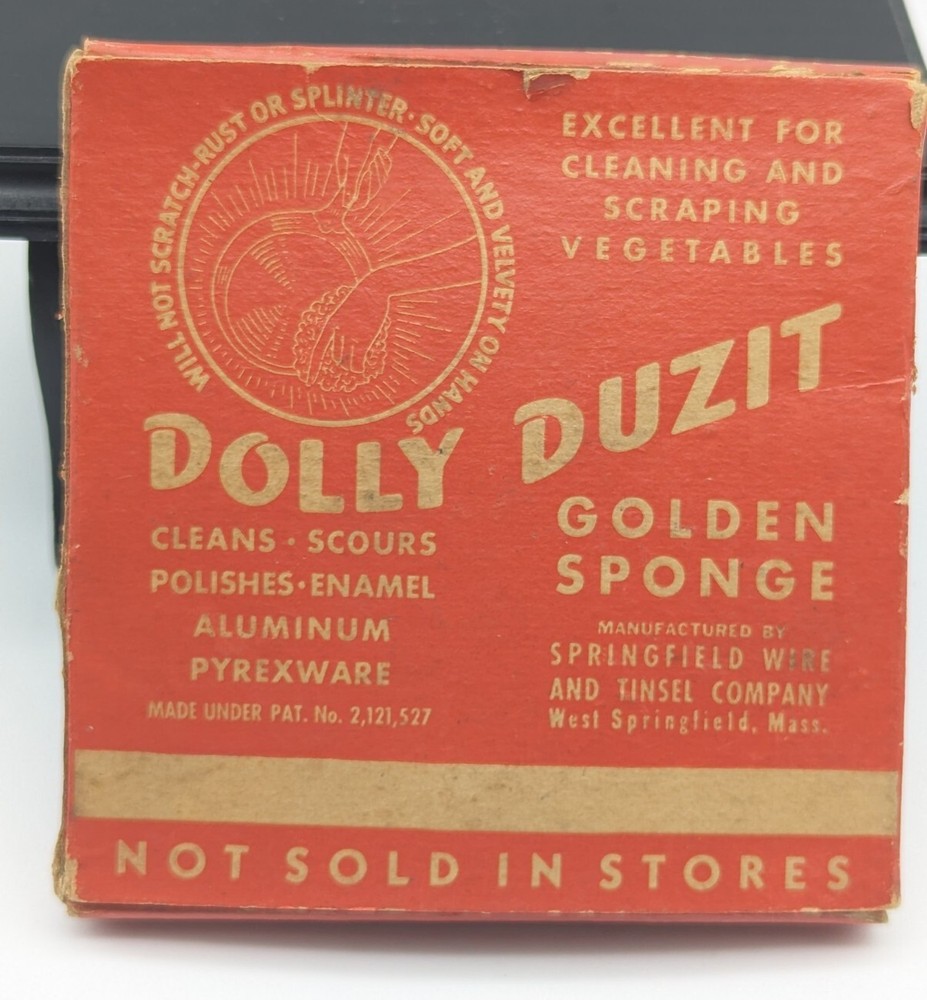 WILL NOT SCRATCH-RUST OR SPLINTER·SOFT AND VELVETY ON HANDS
EXCELLENT FOR
CLEANING AND
SCRAPING
VEGETABLES
DOLLY DUZIT
CLEANS · SCOURS
POLISHES·ENAMEL
ALUMINUM
PYREXWARE
MADE UNDER PAT. No. 2,121,527
GOLDEN
SPONGE
MANUFACTURED BY
SPRINGFIELD WIRE
AND TINSEL COMPANY
West Springfield, Mass.
NOT SOLD IN STORES